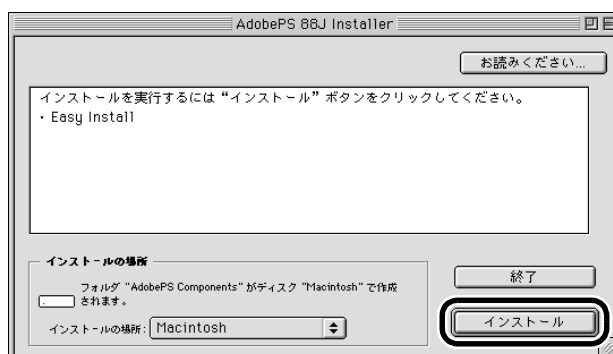 AdobePS 88J Installer
お読みください...
インストールを実行するには“インストール”ボタンをクリックしてください。
・Easy Install
インストールの場所
フォルダ "AdobePS Components" がディスク "Macintosh" で作成
されます。
インストールの場所: Macintosh
終了
インストール